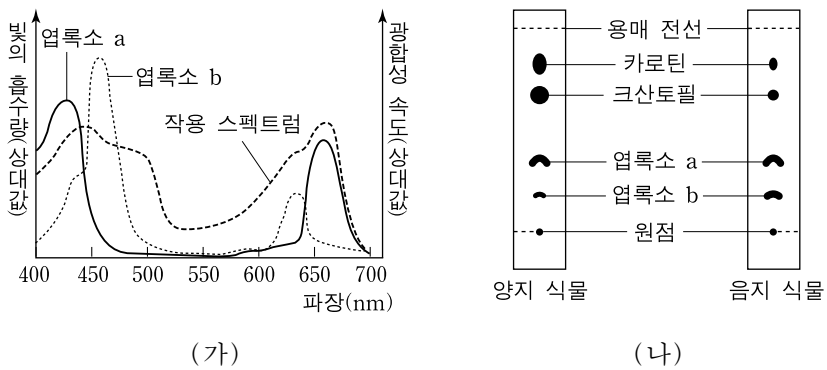 빛의 흡수량(상대값)
엽록소 a
엽록소 b
작용 스펙트럼
광합성 속도(상대값)
400 450 500 550 600 650 700
파장(nm)
(가)
용매 전선
카로틴
크산토필
엽록소 a
엽록소 b
원점
양지 식물
음지 식물
(나)